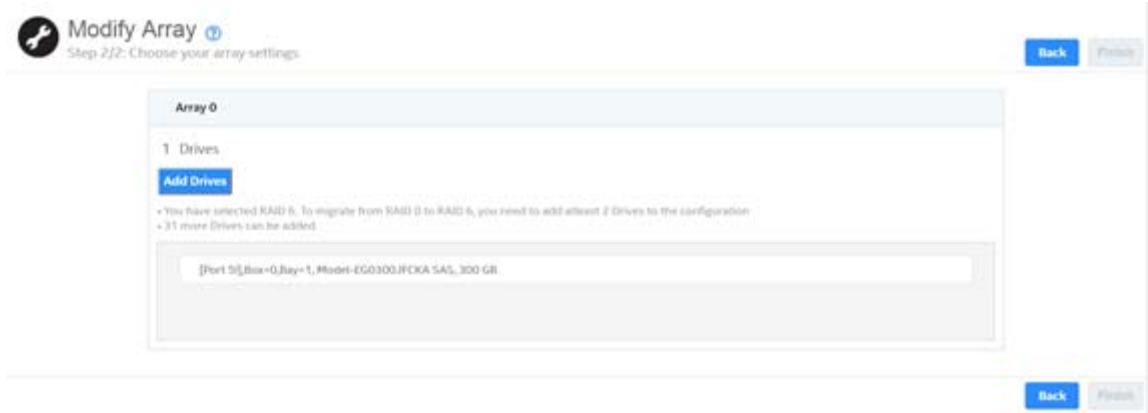 Modify Array ?
Step 2/2: Choose your array settings
Back Finish
Array 0
1 Drives
Add Drives
• You have selected RAID 6. To migrate from RAID 0 to RAID 6, you need to add atleast 2 Drives to the configuration
• 31 more Drives can be added.
[Port 5I],Box=0,Bay=1, Model-EG0300JFCKA SAS, 300 GB
Back Finish